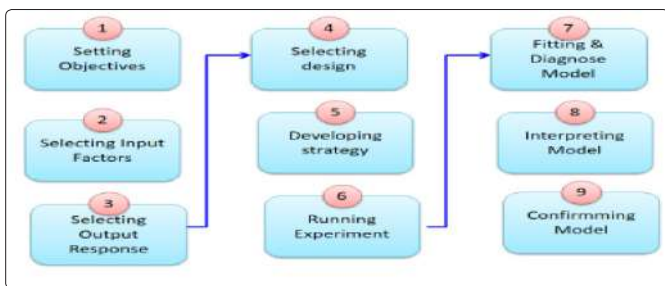 1
Setting
Objectives
2
Selecting Input
Factors
3
Selecting
Output
Response
4
Selecting
design
5
Developing
strategy
6
Running
Experiment
7
Fitting &
Diagnose
Model
8
Interpreting
Model
9
Confirmming
Model